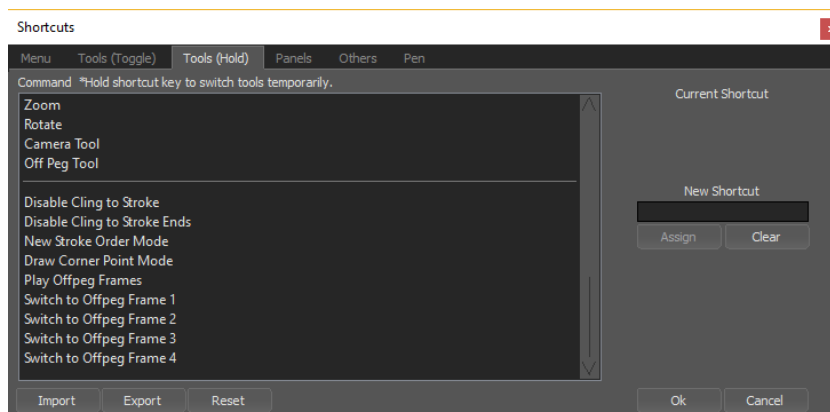 Shortcuts
Menu Tools (Toggle) Tools (Hold) Panels Others Pen
Command *Hold shortcut key to switch tools temporarily.
Current Shortcut
Zoom
Rotate
Camera Tool
Off Peg Tool
New Shortcut
Disable Cling to Stroke
Disable Cling to Stroke Ends
New Stroke Order Mode
Assign Clear
Draw Corner Point Mode
Play Offpeg Frames
Switch to Offpeg Frame 1
Switch to Offpeg Frame 2
Switch to Offpeg Frame 3
Switch to Offpeg Frame 4
Import Export Reset Ok Cancel